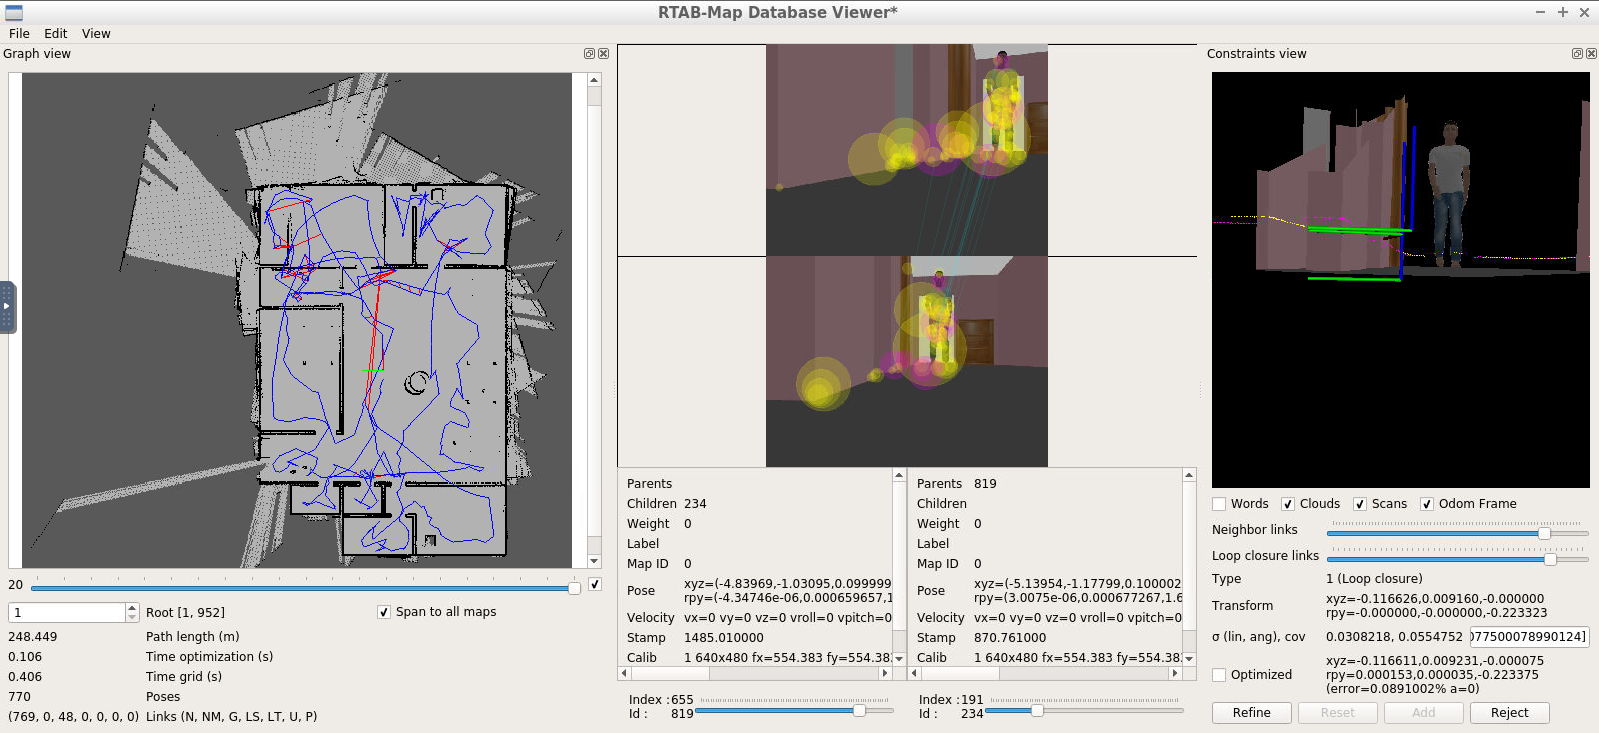 RTAB-Map Database Viewer*
File Edit View
Graph view
20
1 Root [1, 952] Span to all maps
248.449 Path length (m)
0.106 Time optimization (s)
0.406 Time grid (s)
770 Poses
(769, 0, 48, 0, 0, 0, 0) Links (N, NM, G, LS, LT, U, P)
Parents
Children 234
Weight 0
Label
Map ID 0
Pose xyz=(-4.83969,-1.03095,0.099999
rpy=(-4.34746e-06,0.000659657,1
Velocity vx=0 vy=0 vz=0 vroll=0 vpitch=0
Stamp 1485.010000
Calib 1 640x480 fx=554.383 fy=554.38
Index : 655
Id : 819
Parents 819
Children
Weight 0
Label
Map ID 0
Pose xyz=(-5.13954,-1.17799,0.100002
rpy=(3.0075e-06,0.000677267,1.6
Velocity vx=0 vy=0 vz=0 vroll=0 vpitch=0
Stamp 870.761000
Calib 1 640x480 fx=554.383 fy=554.38
Index : 191
Id : 234
Constraints view
Words Clouds Scans Odom Frame
Neighbor links
Loop closure links
Type 1 (Loop closure)
Transform xyz=-0.116626,0.009160,-0.000000
rpy=-0.000000,-0.000000,-0.223323
σ (lin, ang), cov 0.0308218, 0.0554752 077500078990124]
Optimized xyz=-0.116611,0.009231,-0.000075
rpy=0.000153,0.000035,-0.223375
(error=0.0891002% a=0)
Refine Reset Add Reject